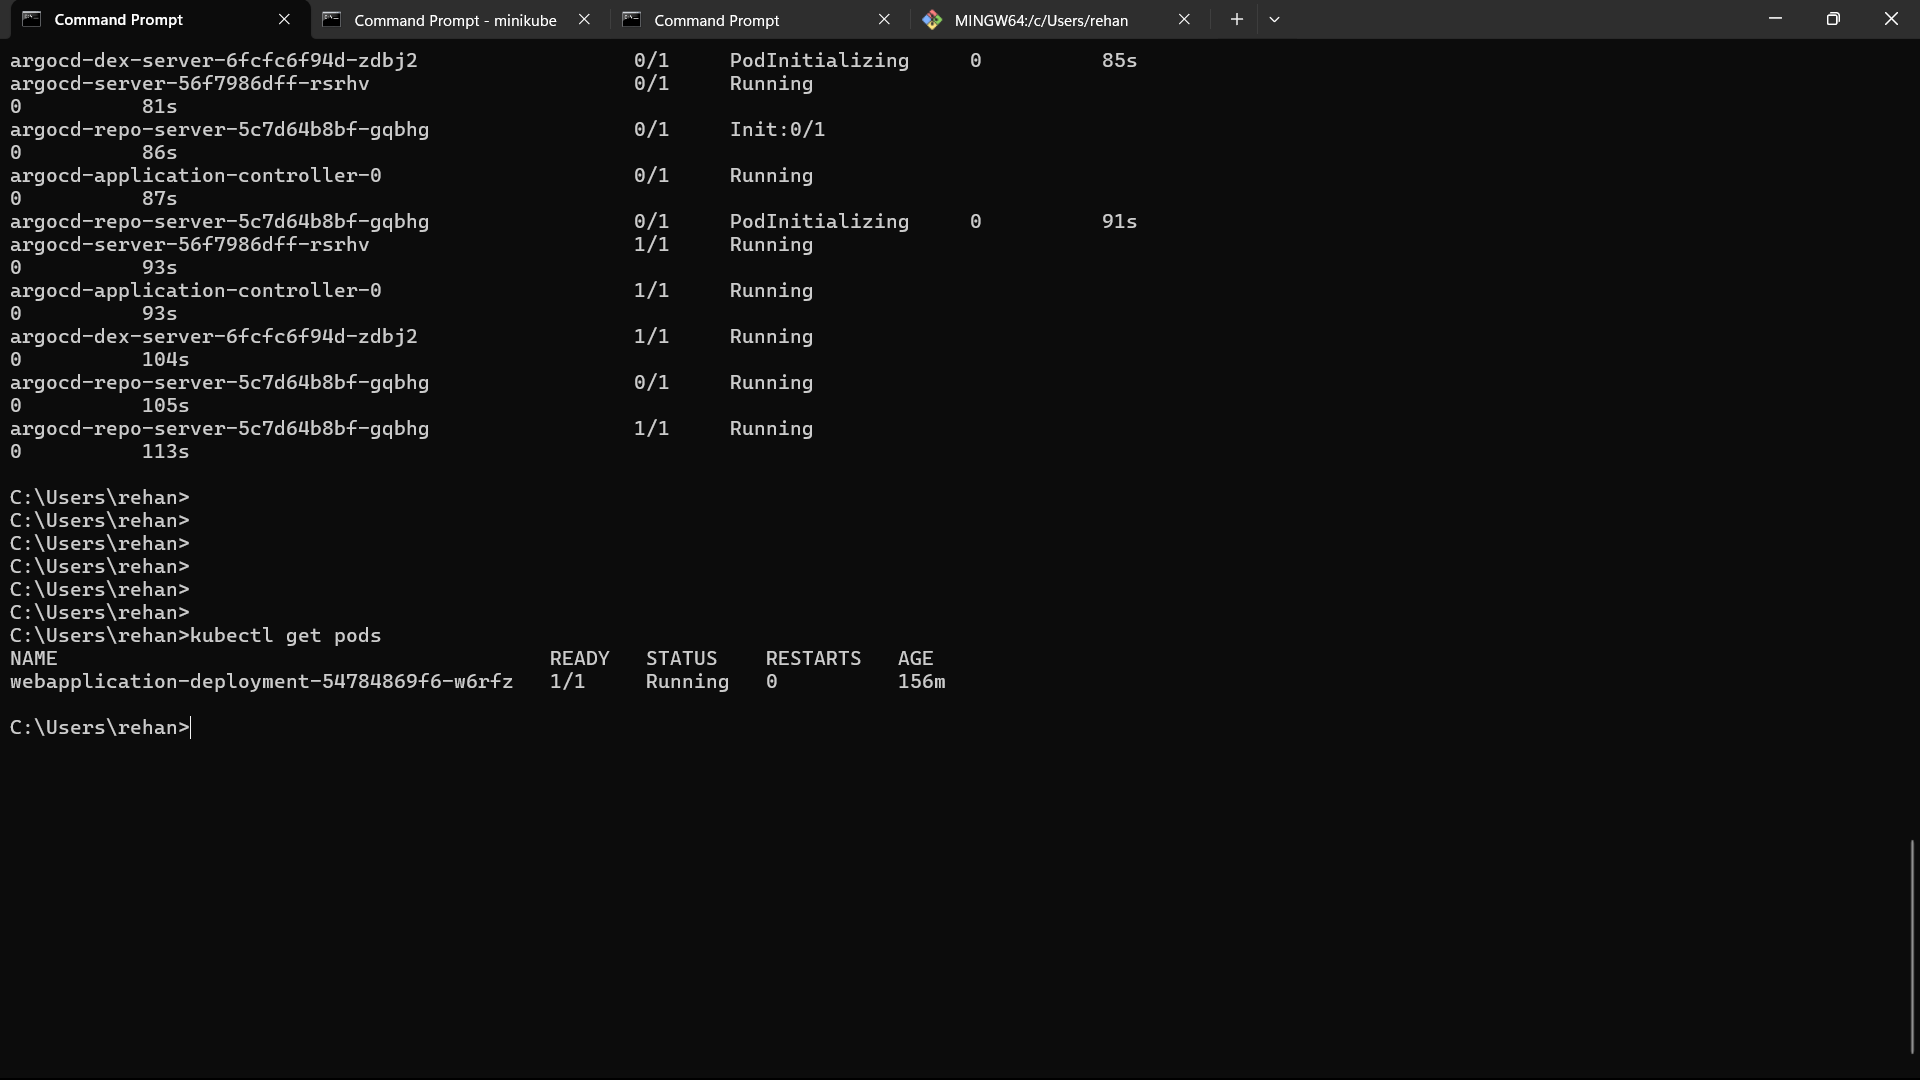 Command Prompt
Command Prompt - minikube
Command Prompt
MINGW64:/c/Users/rehan
argocd-dex-server-6fcfc6f94d-zdbj2 0/1 PodInitializing 0 85s
argocd-server-56f7986dff-rsrhv 0/1 Running
0 81s
argocd-repo-server-5c7d64b8bf-gqbhg 0/1 Init:0/1
0 86s
argocd-application-controller-0 0/1 Running
0 87s
argocd-repo-server-5c7d64b8bf-gqbhg 0/1 PodInitializing 0 91s
argocd-server-56f7986dff-rsrhv 1/1 Running
0 93s
argocd-application-controller-0 1/1 Running
0 93s
argocd-dex-server-6fcfc6f94d-zdbj2 1/1 Running
0 104s
argocd-repo-server-5c7d64b8bf-gqbhg 0/1 Running
0 105s
argocd-repo-server-5c7d64b8bf-gqbhg 1/1 Running
0 113s
C:\Users\rehan>
C:\Users\rehan>
C:\Users\rehan>
C:\Users\rehan>
C:\Users\rehan>
C:\Users\rehan>
C:\Users\rehan>kubectl get pods
NAME READY STATUS RESTARTS AGE
webapplication-deployment-54784869f6-w6rfz 1/1 Running 0 156m
C:\Users\rehan>